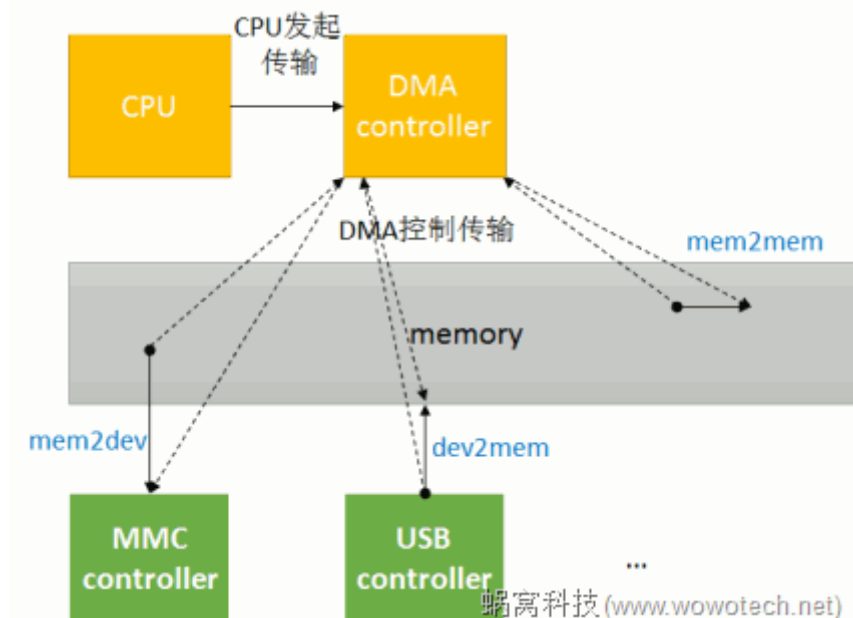 CPU发起
传输
CPU
DMA
controller
DMA控制传输
mem2mem
memory
mem2dev
dev2mem
MMC
controller
USB
controller
...
蜗窝科技(www.wowotech.net)